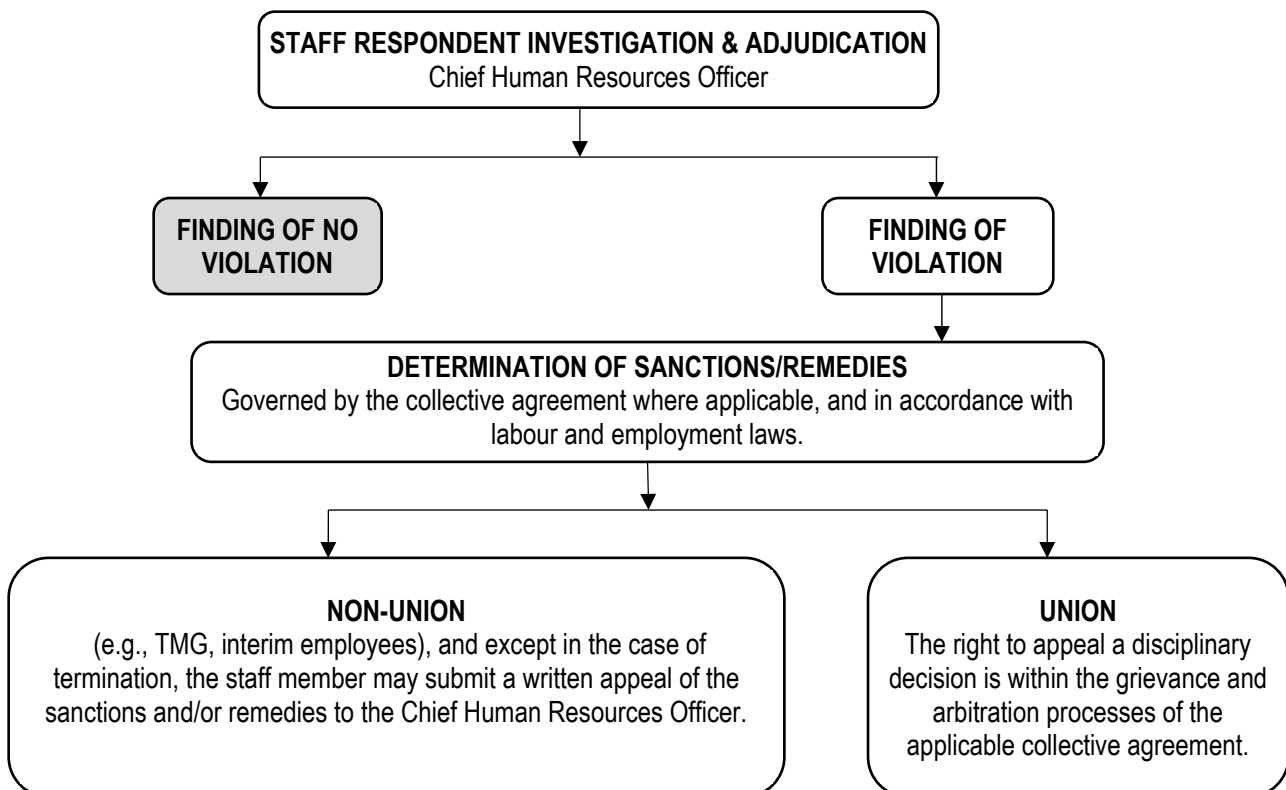 STAFF RESPONDENT INVESTIGATION & ADJUDICATION
Chief Human Resources Officer
FINDING OF NO
VIOLATION
FINDING OF
VIOLATION
DETERMINATION OF SANCTIONS/REMEDIES
Governed by the collective agreement where applicable, and in accordance with
labour and employment laws.
NON-UNION
(e.g., TMG, interim employees), and except in the case of
termination, the staff member may submit a written appeal of the
sanctions and/or remedies to the Chief Human Resources Officer.
UNION
The right to appeal a disciplinary
decision is within the grievance and
arbitration processes of the
applicable collective agreement.